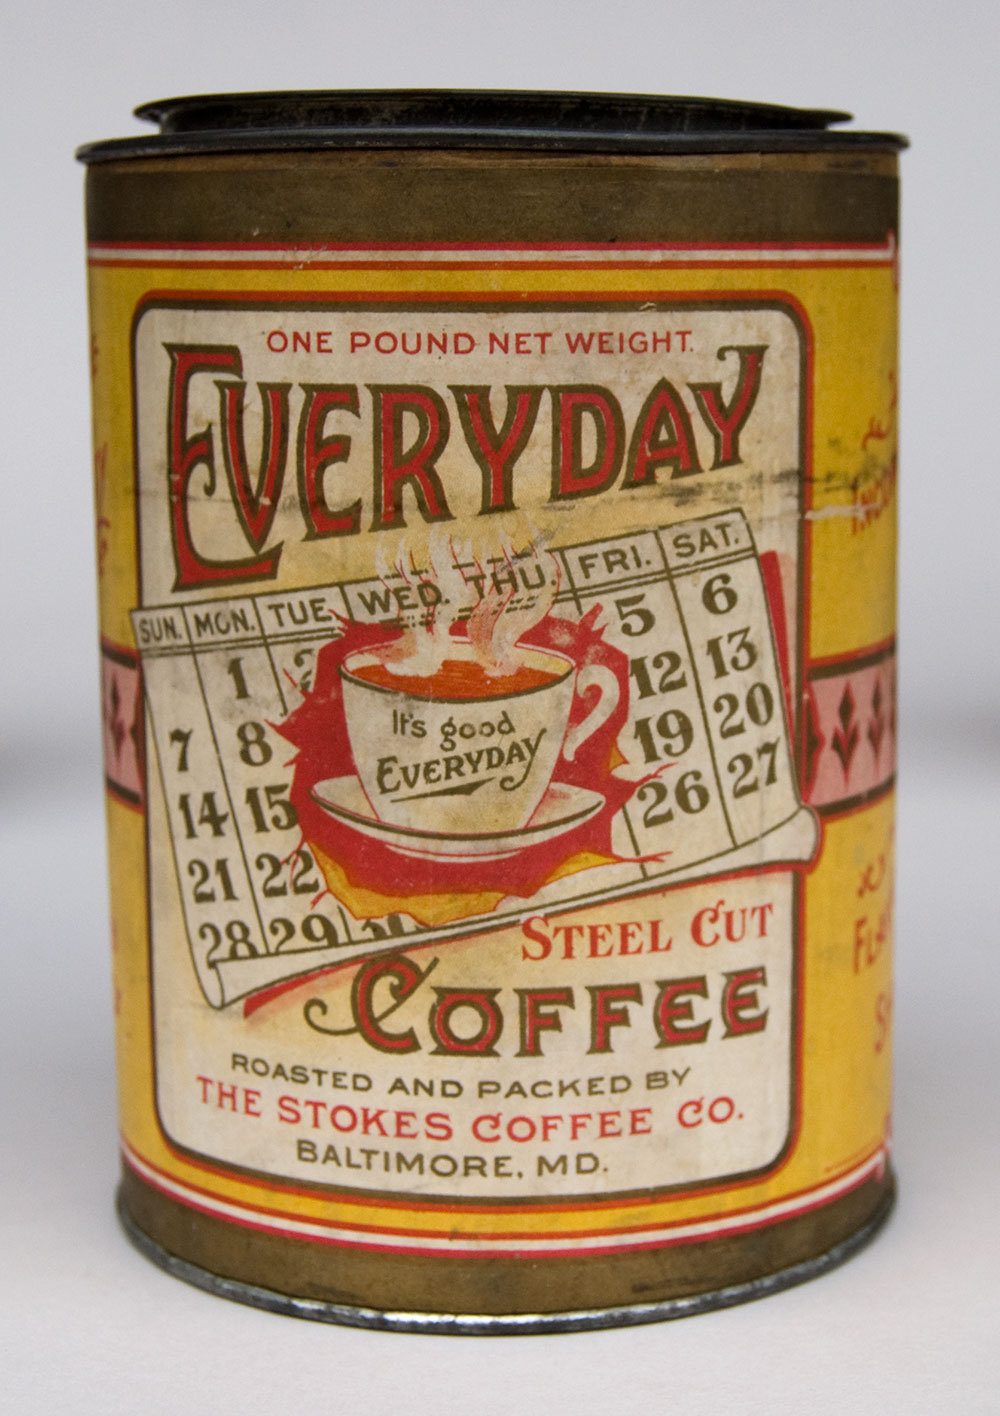 ONE POUND NET WEIGHT.
EVERYDAY
SUN. MON. TUE. WED. THU. FRI. SAT.
1 2 5 6
7 8 12 13
14 15 19 20
21 22 26 27
28 29 30
It's good
EVERYDAY
STEEL CUT
COFFEE
ROASTED AND PACKED BY
THE STOKES COFFEE CO.
BALTIMORE, MD.